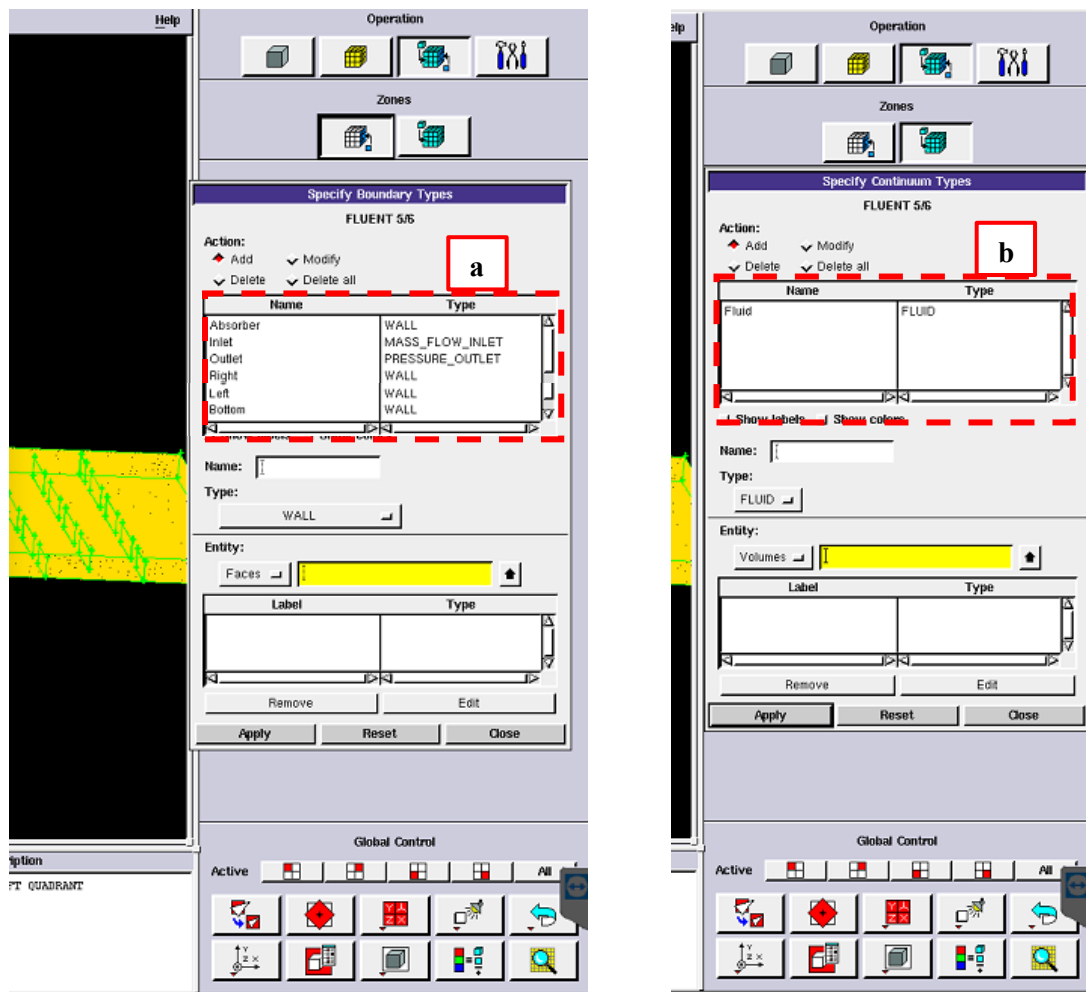 Help
Operation
Zones
Specify Boundary Types
FLUENT 5/6
Action:
Add Modify
Delete Delete all
a
Name Type
Absorber WALL
Inlet MASS_FLOW_INLET
Outlet PRESSURE_OUTLET
Right WALL
Left WALL
Bottom WALL
Name:
Type:
WALL
Entity:
Faces
Label Type
Remove Edit
Apply Reset Close
Global Control
Active All
iption
FT QUADRANT
elp
Operation
Zones
Specify Continuum Types
FLUENT 5/6
Action:
Add Modify
Delete Delete all
b
Name Type
Fluid FLUID
Show labels Show colors
Name:
Type:
FLUID
Entity:
Volumes
Label Type
Remove Edit
Apply Reset Close
Global Control
Active All